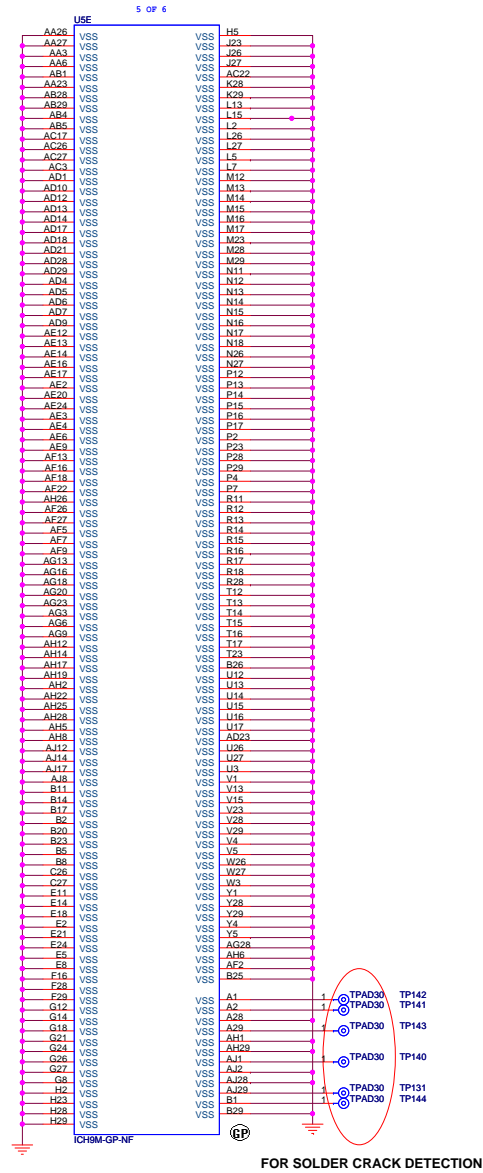 5 OF 6
U5E
AA26 VSS VSS H5
AA27 VSS VSS J23
AA3 VSS VSS J26
AA6 VSS VSS J27
AB1 VSS VSS AC22
AA23 VSS VSS K28
AB28 VSS VSS K29
AB29 VSS VSS L13
AB4 VSS VSS L15
AB5 VSS VSS L2
AC17 VSS VSS L26
AC26 VSS VSS L27
AC27 VSS VSS L5
AC3 VSS VSS L7
AD1 VSS VSS M12
AD10 VSS VSS M13
AD12 VSS VSS M14
AD13 VSS VSS M15
AD14 VSS VSS M16
AD17 VSS VSS M17
AD18 VSS VSS M23
AD21 VSS VSS M28
AD28 VSS VSS M29
AD29 VSS VSS N11
AD4 VSS VSS N12
AD5 VSS VSS N13
AD6 VSS VSS N14
AD7 VSS VSS N15
AD9 VSS VSS N16
AE12 VSS VSS N17
AE13 VSS VSS N18
AE14 VSS VSS N26
AE16 VSS VSS N27
AE17 VSS VSS P12
AE2 VSS VSS P13
AE20 VSS VSS P14
AE24 VSS VSS P15
AE3 VSS VSS P16
AE4 VSS VSS P17
AE6 VSS VSS P2
AE9 VSS VSS P23
AF13 VSS VSS P28
AF16 VSS VSS P29
AF18 VSS VSS P4
AF22 VSS VSS P7
AH26 VSS VSS R11
AF26 VSS VSS R12
AF27 VSS VSS R13
AF5 VSS VSS R14
AF7 VSS VSS R15
AF9 VSS VSS R16
AG13 VSS VSS R17
AG16 VSS VSS R18
AG18 VSS VSS R28
AG20 VSS VSS T12
AG23 VSS VSS T13
AG3 VSS VSS T14
AG6 VSS VSS T15
AG9 VSS VSS T16
AH12 VSS VSS T17
AH14 VSS VSS T23
AH17 VSS VSS B26
AH19 VSS VSS U12
AH2 VSS VSS U13
AH22 VSS VSS U14
AH25 VSS VSS U15
AH28 VSS VSS U16
AH5 VSS VSS U17
AH8 VSS VSS AD23
AJ12 VSS VSS U26
AJ14 VSS VSS U27
AJ17 VSS VSS U3
AJ8 VSS VSS V1
B11 VSS VSS V13
B14 VSS VSS V15
B17 VSS VSS V23
B2 VSS VSS V28
B20 VSS VSS V29
B23 VSS VSS V4
B5 VSS VSS V5
B8 VSS VSS W26
C26 VSS VSS W27
C27 VSS VSS W3
E11 VSS VSS Y1
E14 VSS VSS Y28
E18 VSS VSS Y29
E2 VSS VSS Y4
E21 VSS VSS Y5
E24 VSS VSS AG28
E5 VSS VSS AH6
E8 VSS VSS AF2
F16 VSS VSS B25
F28 VSS
F29 VSS VSS A1 1 TPAD30 TP142
G12 VSS VSS A2 1 TPAD30 TP141
G14 VSS VSS A28
G18 VSS VSS A29 1 TPAD30 TP143
G21 VSS VSS AH1
G24 VSS VSS AH29
G26 VSS VSS AJ1 1 TPAD30 TP140
G27 VSS VSS AJ2
G8 VSS VSS AJ28
H2 VSS VSS AJ29 1 TPAD30 TP131
H23 VSS VSS B1 1 TPAD30 TP144
H28 VSS VSS B29
H29 VSS
ICH9M-GP-NF
GP
FOR SOLDER CRACK DETECTION